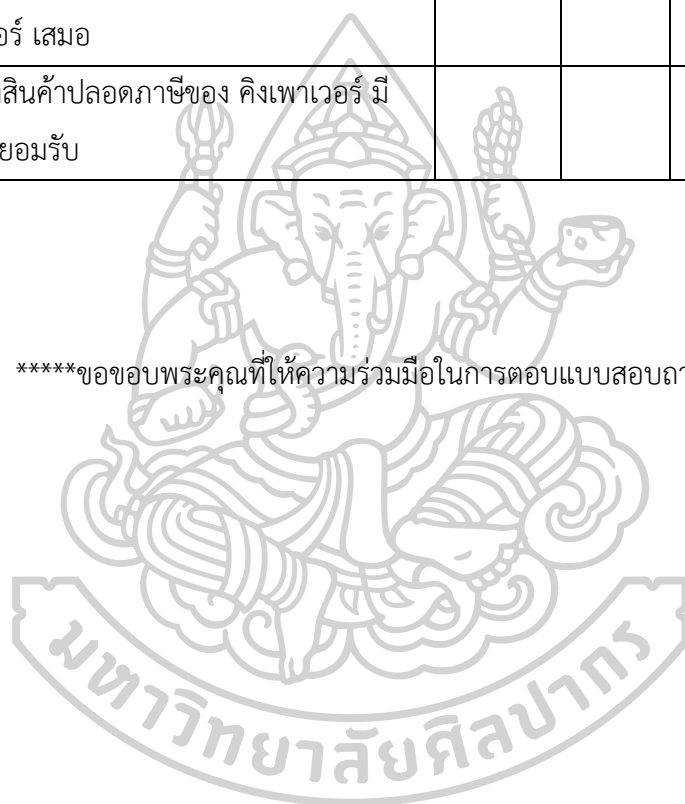 อร์ เสมอ
สินค้าปลอดภาษีของ คิงเพาเวอร์ มี
ยอมรับ
*****ขอขอบพระคุณที่ให้ความร่วมมือในการตอบแบบสอบถา
มหาวิทยาลัยศิลปากร